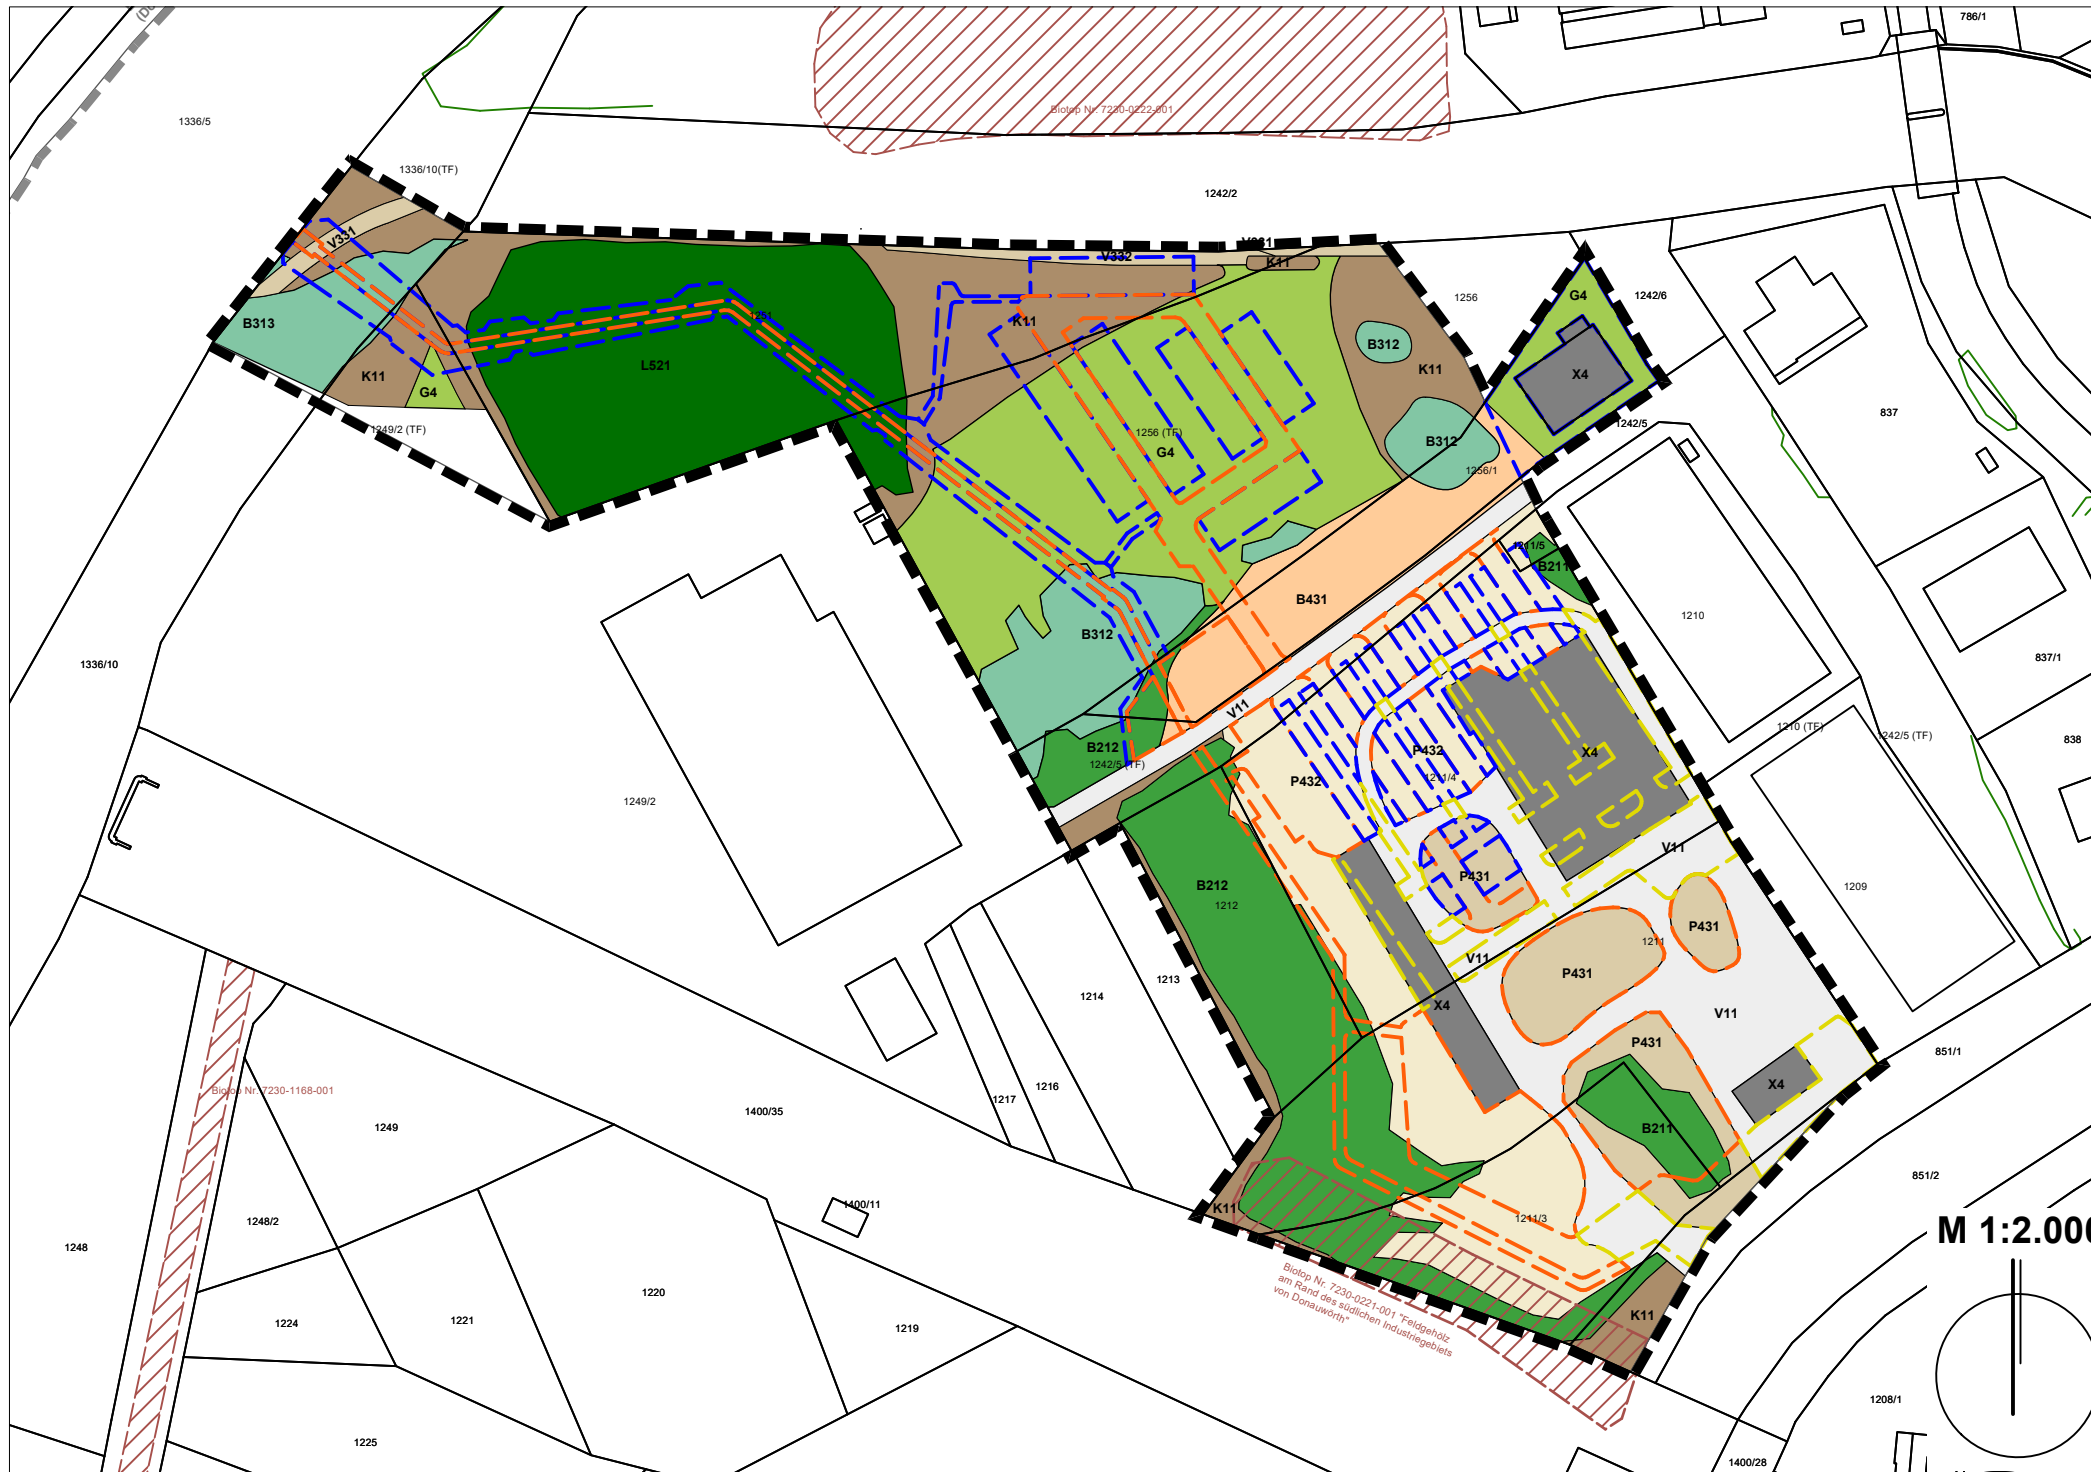 786/1
1336/5
Biotop Nr. 7230-0222-001
1336/10(TF)
1242/2
V331
V331
V332
K11
B313
1251
K11
K11
G4
1256
1242/6
B312
K11
X4
L521
K11
G4
1249/2 (TF)
1256 (TF)
G4
B312
1256/1
1242/5
837
1211/5
B211
B431
1210
B312
1336/10
837/1
V11
B212
1242/5 (TF)
P432
P432
1211/4
X4
1210 (TF)
1242/5 (TF)
838
1249/2
V11
B212
1212
P431
1209
P431
1211
V11
P431
1213
1214
X4
V11
P431
851/1
Biotop Nr. 7230-1168-001
1216
1217
1400/35
X4
1249
B211
851/2
1400/11
K11
1211/3
1248/2
1248
M 1:2.000
Biotop Nr. 7230-0221-001 "Feldgehölz
am Rand des südlichen Industriegebiets
von Donauwörth"
1220
1224
1221
1219
K11
1208/1
1225
1400/28